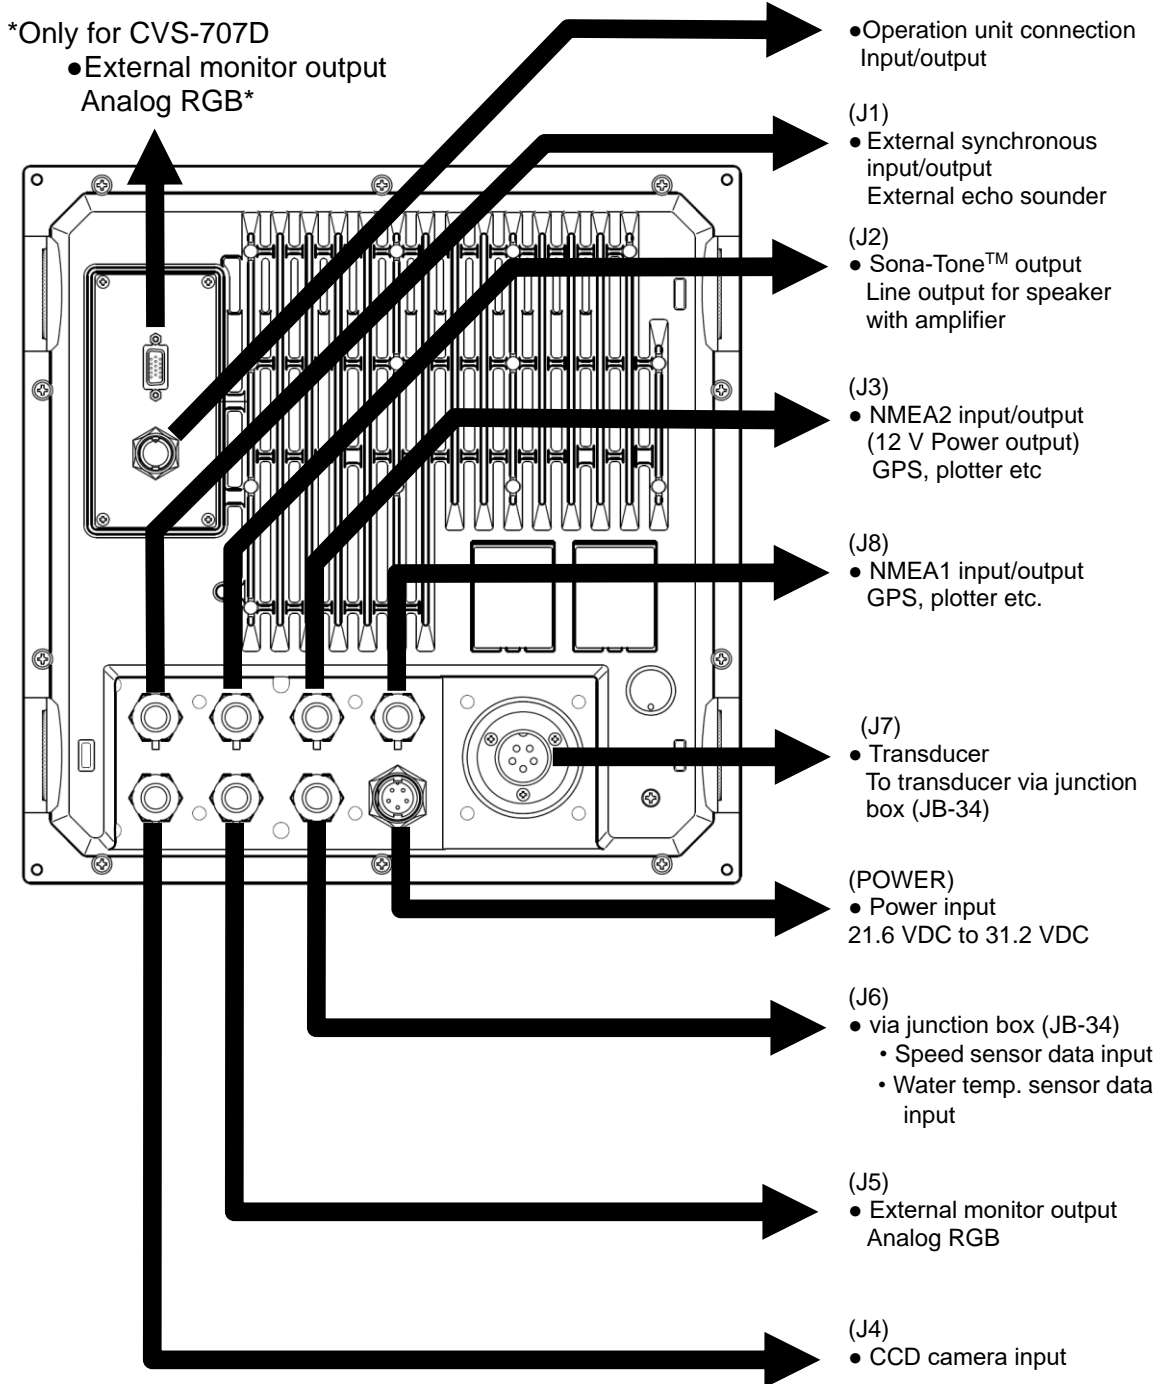 *Only for CVS-707D
●External monitor output
Analog RGB*
●Operation unit connection
Input/output
(J1)
● External synchronous
input/output
External echo sounder
(J2)
● Sona-Tone™ output
Line output for speaker
with amplifier
(J3)
● NMEA2 input/output
(12 V Power output)
GPS, plotter etc
(J8)
● NMEA1 input/output
GPS, plotter etc.
(J7)
● Transducer
To transducer via junction
box (JB-34)
(POWER)
● Power input
21.6 VDC to 31.2 VDC
(J6)
● via junction box (JB-34)
・Speed sensor data input
・Water temp. sensor data
input
(J5)
● External monitor output
Analog RGB
(J4)
● CCD camera input